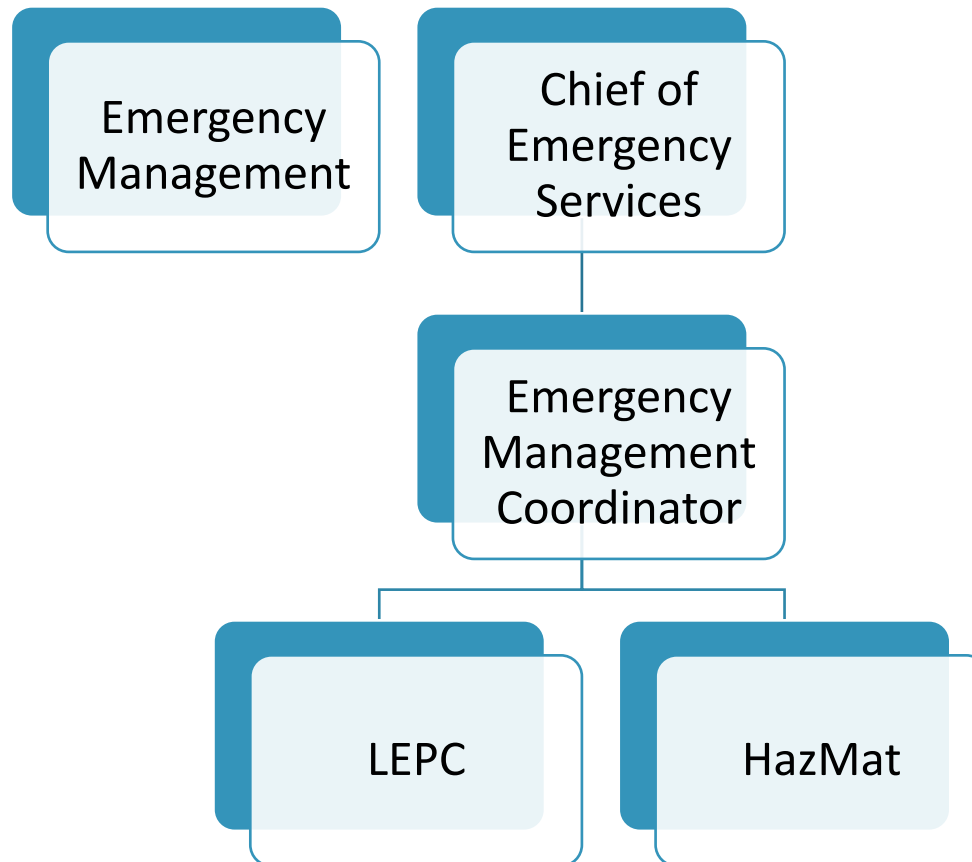 Emergency
Management
Chief of
Emergency
Services
Emergency
Management
Coordinator
LEPC
HazMat